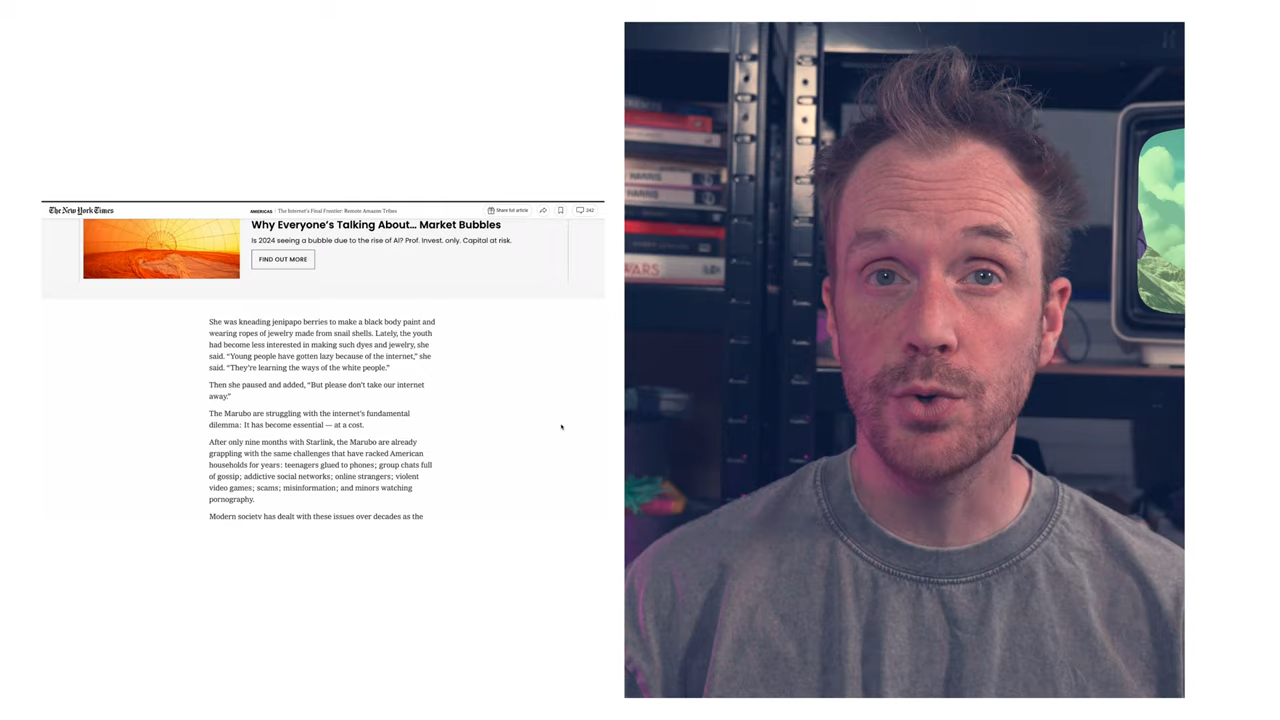 The New York Times
AMERICAS / The Internet's Final Frontier: Remote Amazon Tribes
Share full article
242
Why Everyone's Talking About... Market Bubbles
Is 2024 seeing a bubble due to the rise of AI? Prof. Invest. only. Capital at risk.
FIND OUT MORE
She was kneading jenipapo berries to make a black body paint and
wearing ropes of jewelry made from snail shells. Lately, the youth
had become less interested in making such dyes and jewelry, she
said. “Young people have gotten lazy because of the internet,” she
said. “They're learning the ways of the white people.”
Then she paused and added, “But please don't take our internet
away.”
The Marubo are struggling with the internet's fundamental
dilemma: It has become essential — at a cost.
After only nine months with Starlink, the Marubo are already
grappling with the same challenges that have racked American
households for years: teenagers glued to phones; group chats full
of gossip; addictive social networks; online strangers; violent
video games; scams; misinformation; and minors watching
pornography.
Modern society has dealt with these issues over decades as the
HARRIS
HARRIS
WARS